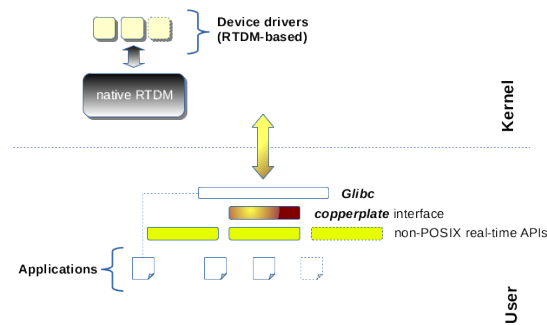 Device drivers
(RTDM-based)
native RTDM
Kernel
Glibc
copperplate interface
non-POSIX real-time APIs
Applications
User